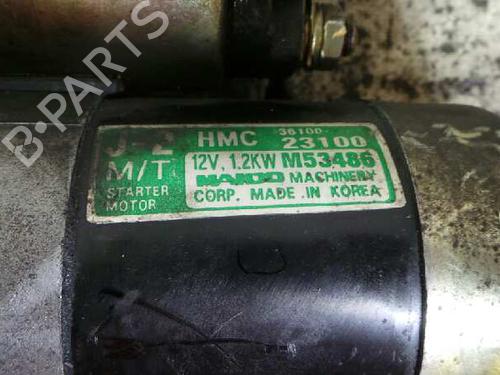 J-2 HMC 36100-
23100
M/T 12V, 1.2KW M53486
STARTER MANDO MACHINERY
MOTOR CORP. MADE IN KOREA
B-PARTS